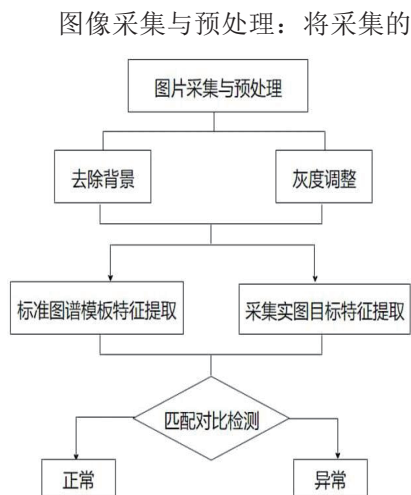 图像采集与预处理：将采集的
图片采集与预处理
去除背景
灰度调整
标准图谱模板特征提取
采集实图目标特征提取
匹配对比检测
正常
异常